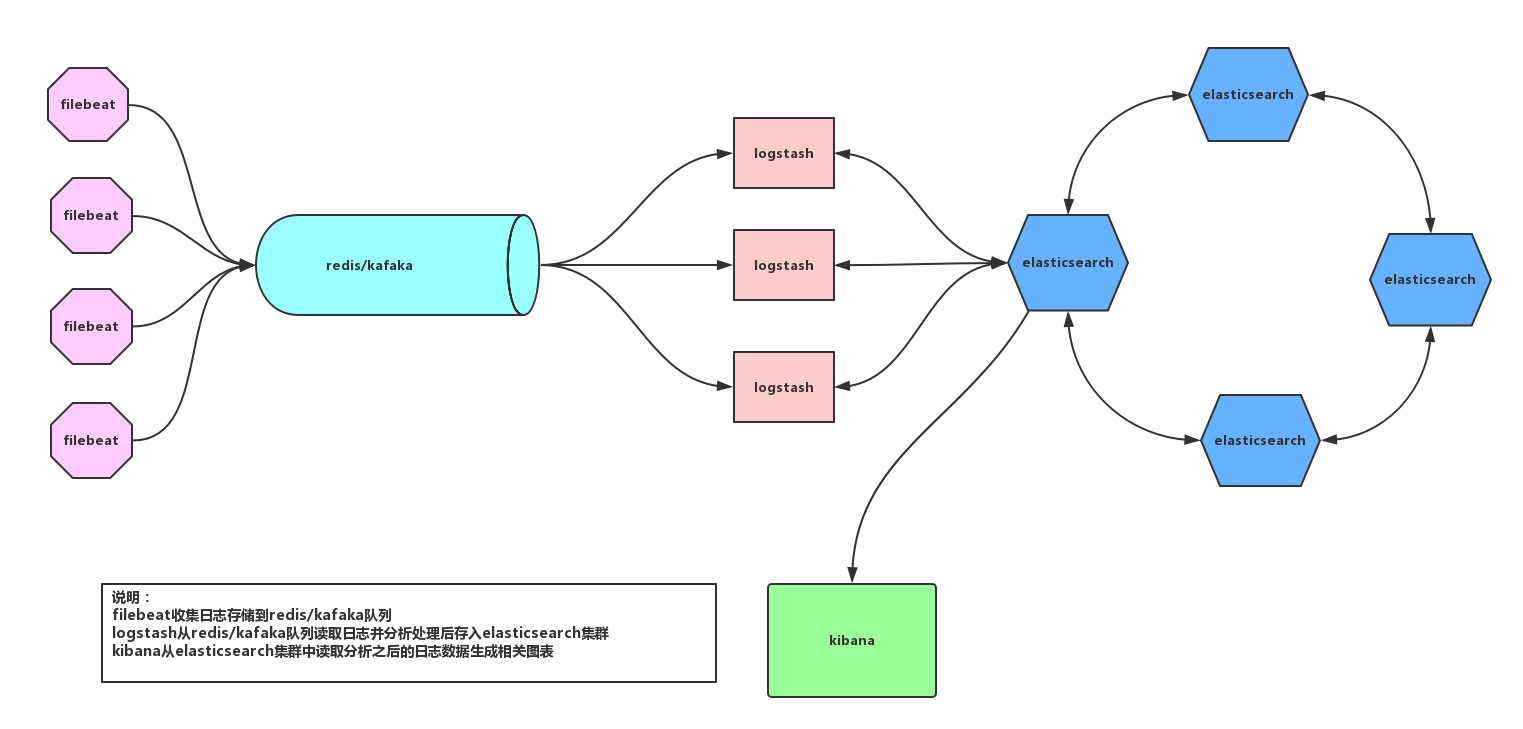 filebeat
filebeat
filebeat
filebeat
redis/kafaka
logstash
logstash
logstash
elasticsearch
elasticsearch
elasticsearch
elasticsearch
kibana
说明：
filebeat收集日志存储到redis/kafaka队列
logstash从redis/kafaka队列读取日志并分析处理后存入elasticsearch集群
kibana从elasticsearch集群中读取分析之后的日志数据生成相关图表